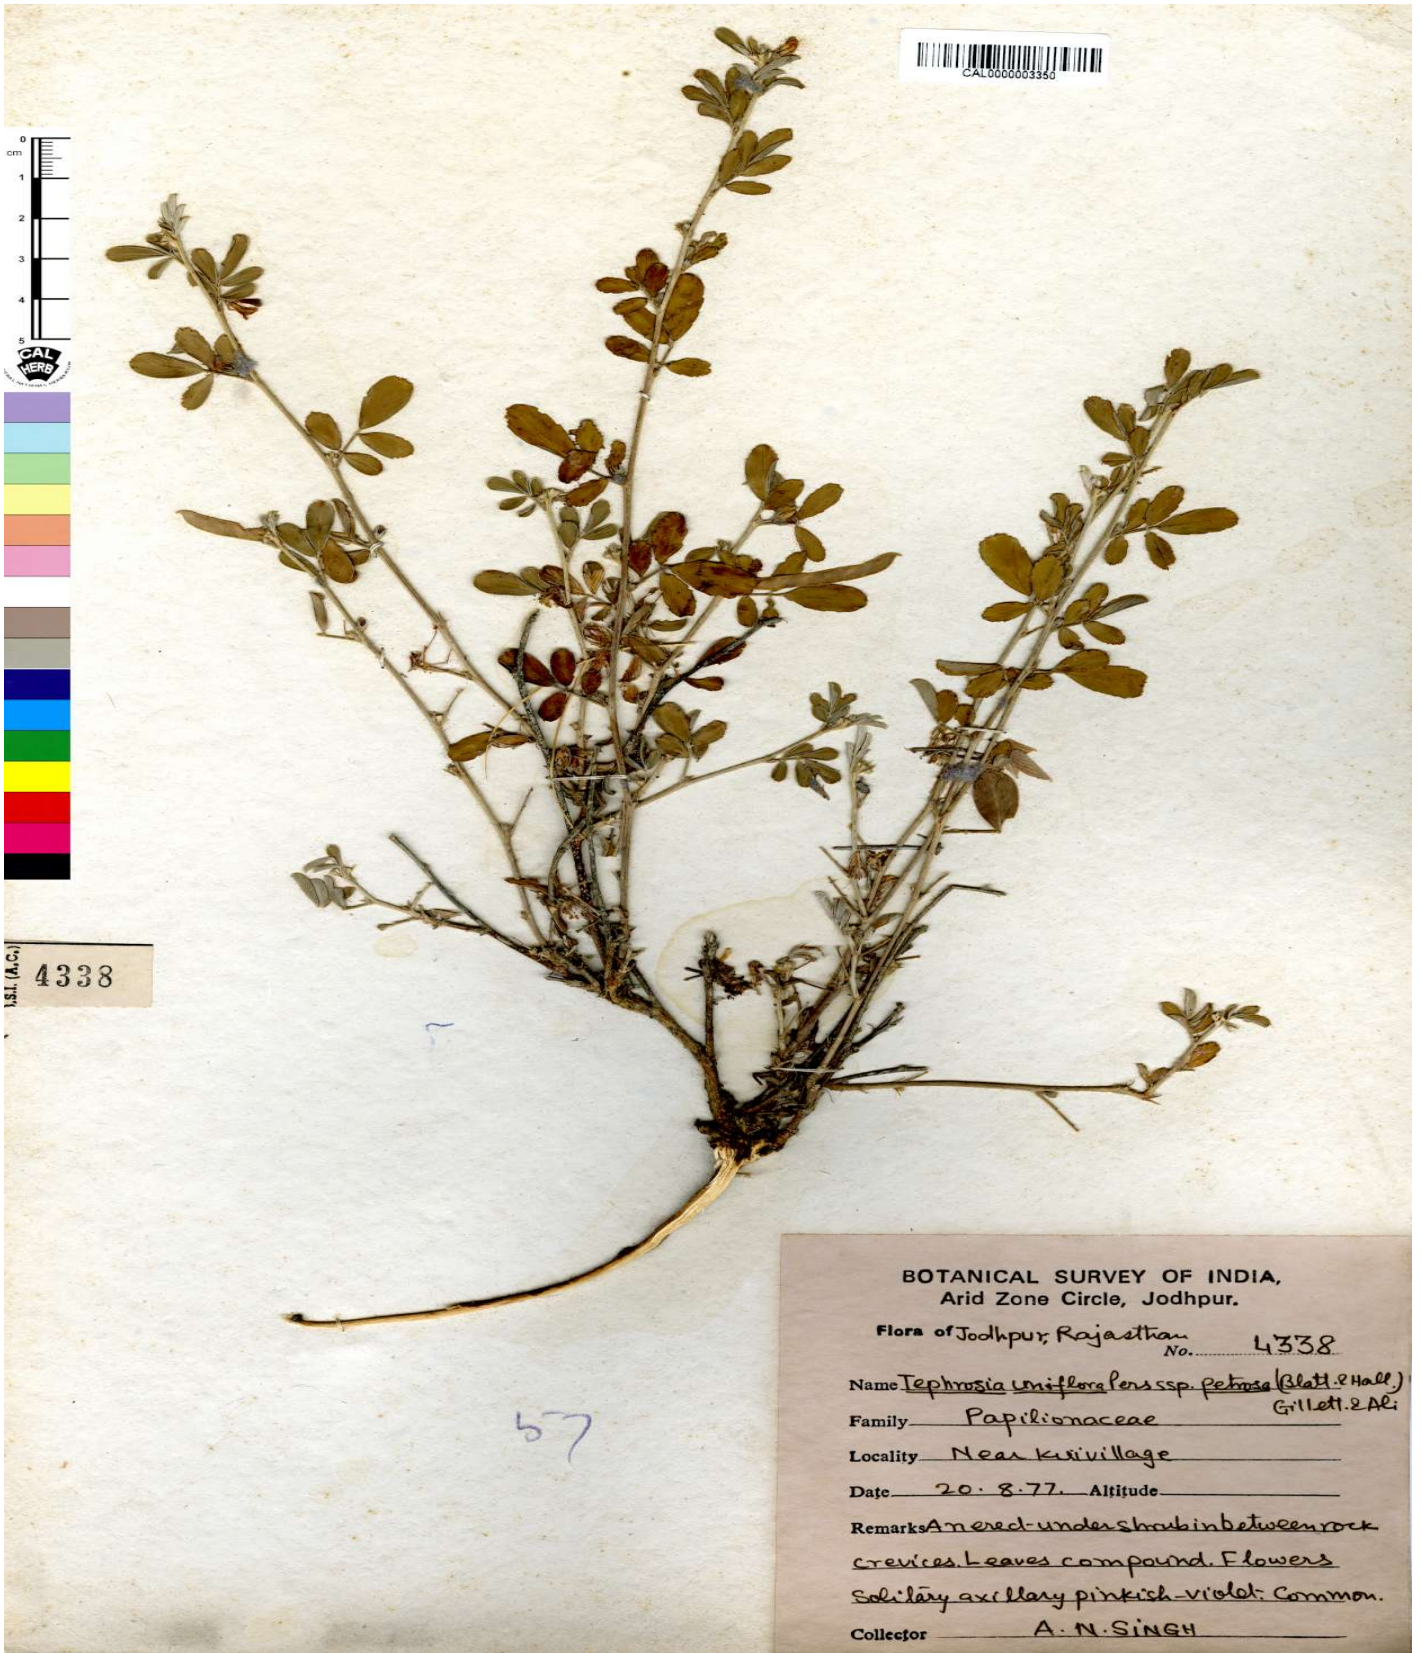 CAL0000003350
0
cm
1
2
3
4
5
CAL
HERB
.S.I. (A.C.)
4338
57
BOTANICAL SURVEY OF INDIA,
Arid Zone Circle, Jodhpur.
Flora of Jodhpur, Rajasthan
No. 4338
Name Tephrosia uniflora Pers ssp. petrosa (Blatt. & Hall.)
Gillett. & Ali
Family Papilionaceae
Locality Near village
Date 20. 8.77. Altitude
Remarks An ered-undershrub in between rock
crevices. Leaves compound. Flowers
Solitary axillary pinkish-violet. Common.
Collector A. N. SINGH